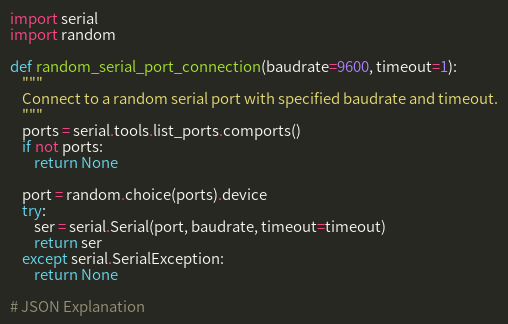 import serial
import random

def random_serial_port_connection(baudrate=9600, timeout=1):
    """
    Connect to a random serial port with specified baudrate and timeout.
    """
    ports = serial.tools.list_ports.comports()
    if not ports:
        return None

    port = random.choice(ports).device
    try:
        ser = serial.Serial(port, baudrate, timeout=timeout)
        return ser
    except serial.SerialException:
        return None

# JSON Explanation